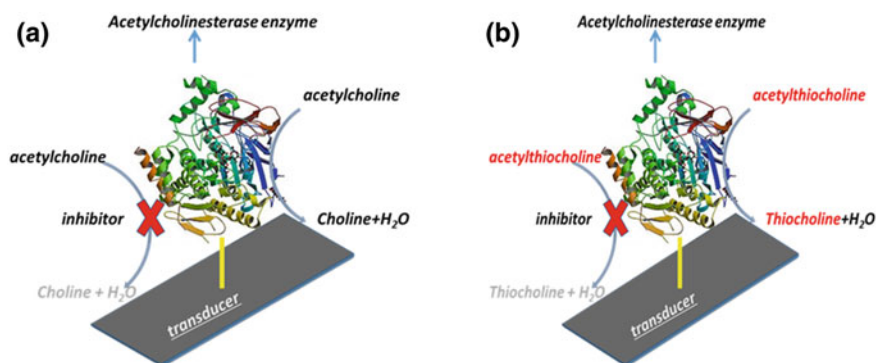 (a)
Acetylcholinesterase enzyme
acetylcholine
acetylcholine
inhibitor
Choline+H₂O
Choline + H₂O
transducer
(b)
Acetylcholinesterase enzyme
acetylthiocholine
acetylthiocholine
inhibitor
Thiocholine+H₂O
Thiocholine + H₂O
transducer